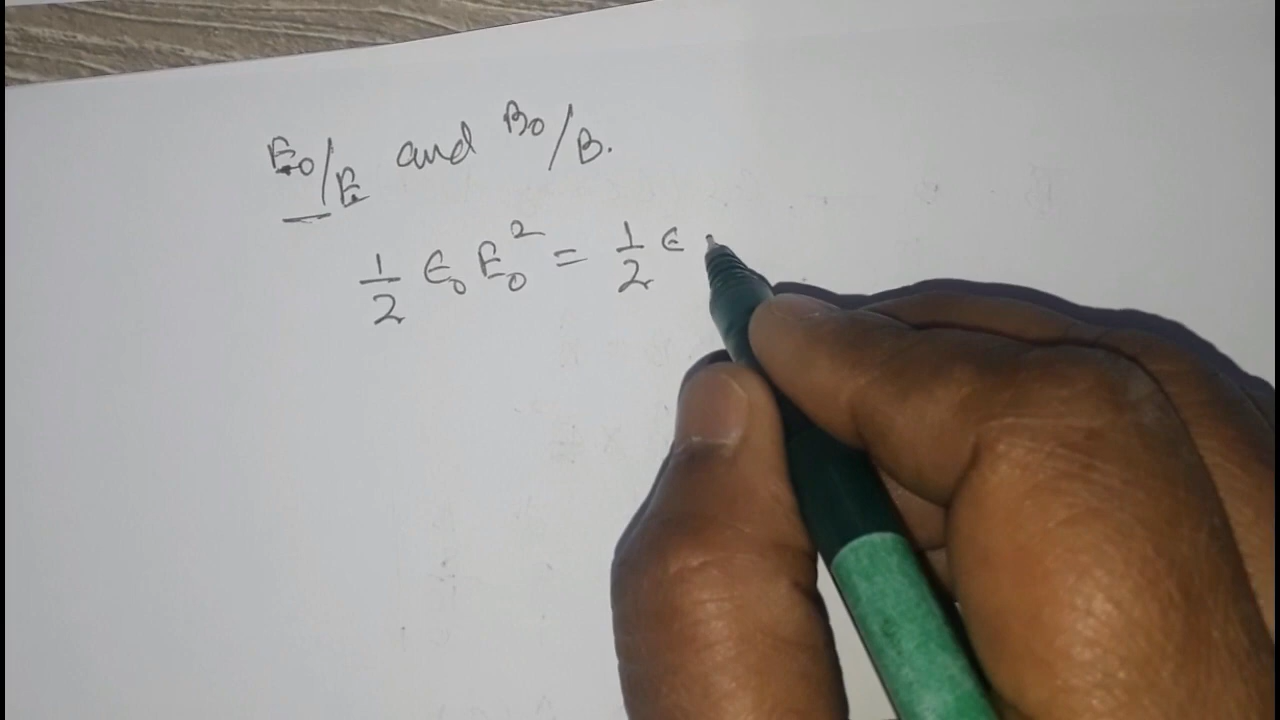 E₀/E and B₀/B.
1/2 ϵ₀ E₀² = 1/2 ϵ